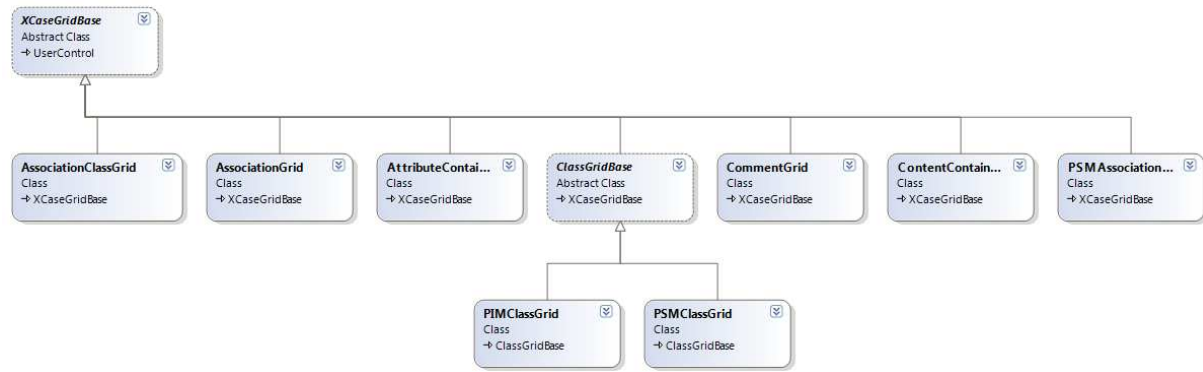 XCaseGridBase
Abstract Class
UserControl
AssociationClassGrid
Class
XCaseGridBase
AssociationGrid
Class
XCaseGridBase
AttributeContai...
Class
XCaseGridBase
ClassGridBase
Abstract Class
XCaseGridBase
CommentGrid
Class
XCaseGridBase
ContentContain...
Class
XCaseGridBase
PSMAssociation...
Class
XCaseGridBase
PIMClassGrid
Class
ClassGridBase
PSMClassGrid
Class
ClassGridBase